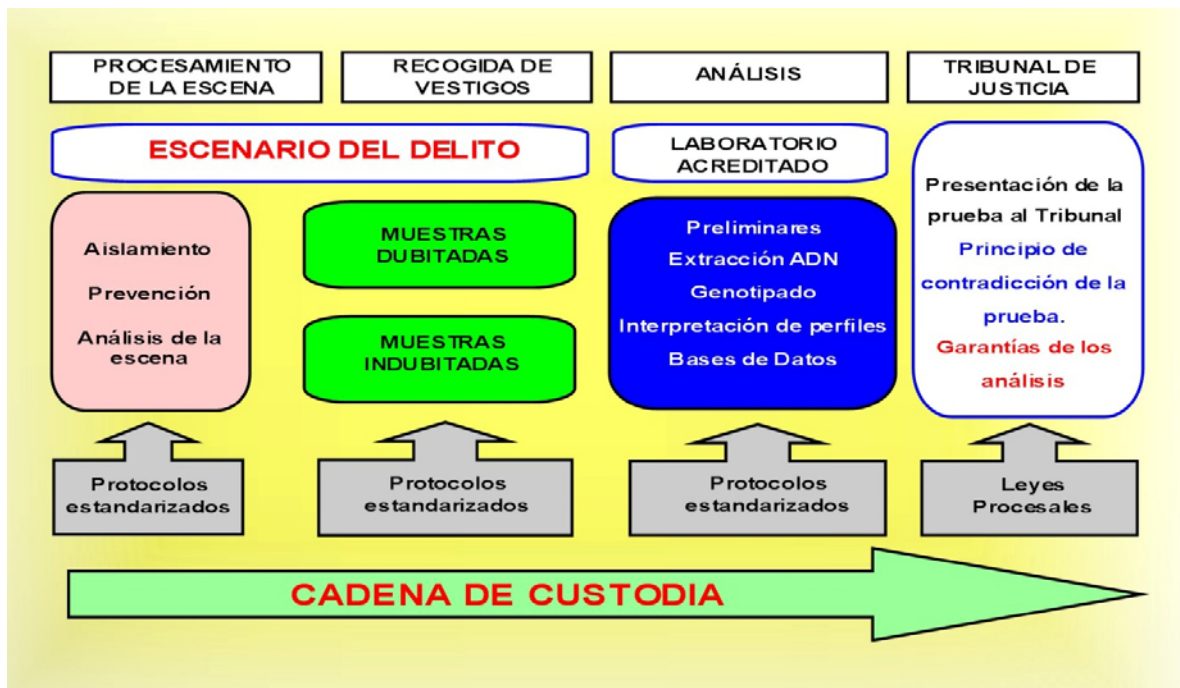 PROCESAMIENTO
DE LA ESCENA
RECOGIDA DE
VESTIGOS
ANÁLISIS
TRIBUNAL DE
JUSTICIA
ESCENARIO DEL DELITO
LABORATORIO
ACREDITADO
Aislamiento
Prevención
Análisis de la
escena
MUESTRAS
DUBITADAS
MUESTRAS
INDUBITADAS
Preliminares
Extracción ADN
Genotipado
Interpretación de perfiles
Bases de Datos
Presentación de la
prueba al Tribunal
Principio de
contradicción de la
prueba.
Garantías de los
análisis
Protocolos
estandarizados
Protocolos
estandarizados
Protocolos
estandarizados
Leyes
Procesales
CADENA DE CUSTODIA